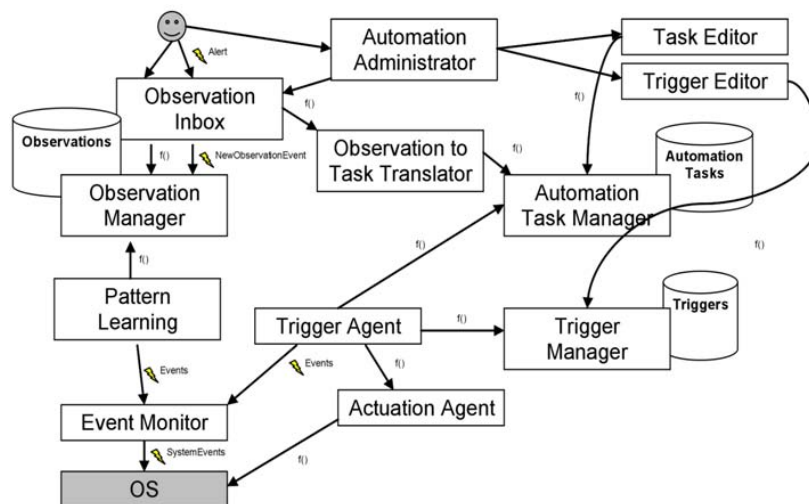 Alert
Automation
Administrator
Task Editor
Trigger Editor
Observation
Inbox
f()
f()
Observations
f()
NewObservationEvent
Observation to
Task Translator
f()
Automation
Tasks
Observation
Manager
Automation
Task Manager
f()
f()
f()
Pattern
Learning
Trigger Agent
f()
Trigger
Manager
Triggers
Events
Events
f()
Event Monitor
Actuation Agent
SystemEvents
f()
OS